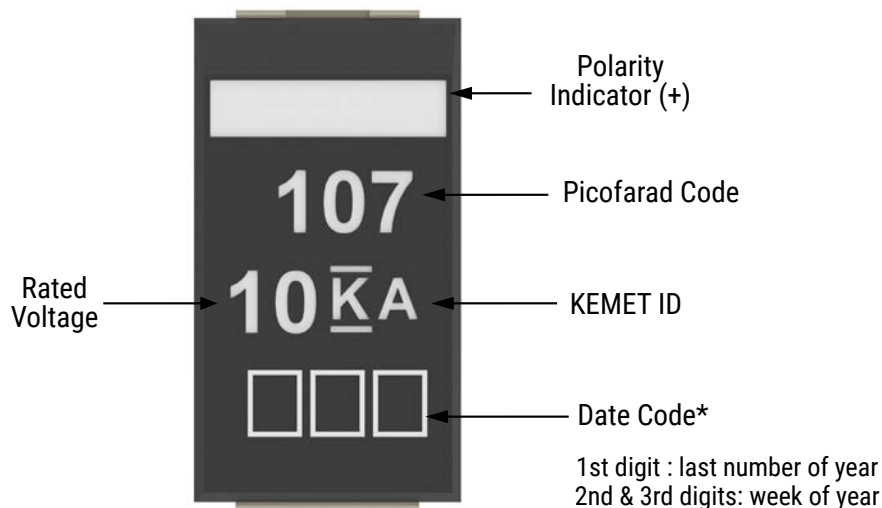 Polarity
Indicator (+)
107
Picofarad Code
Rated
Voltage
10 K A
KEMET ID
Date Code*
1st digit : last number of year
2nd & 3rd digits: week of year